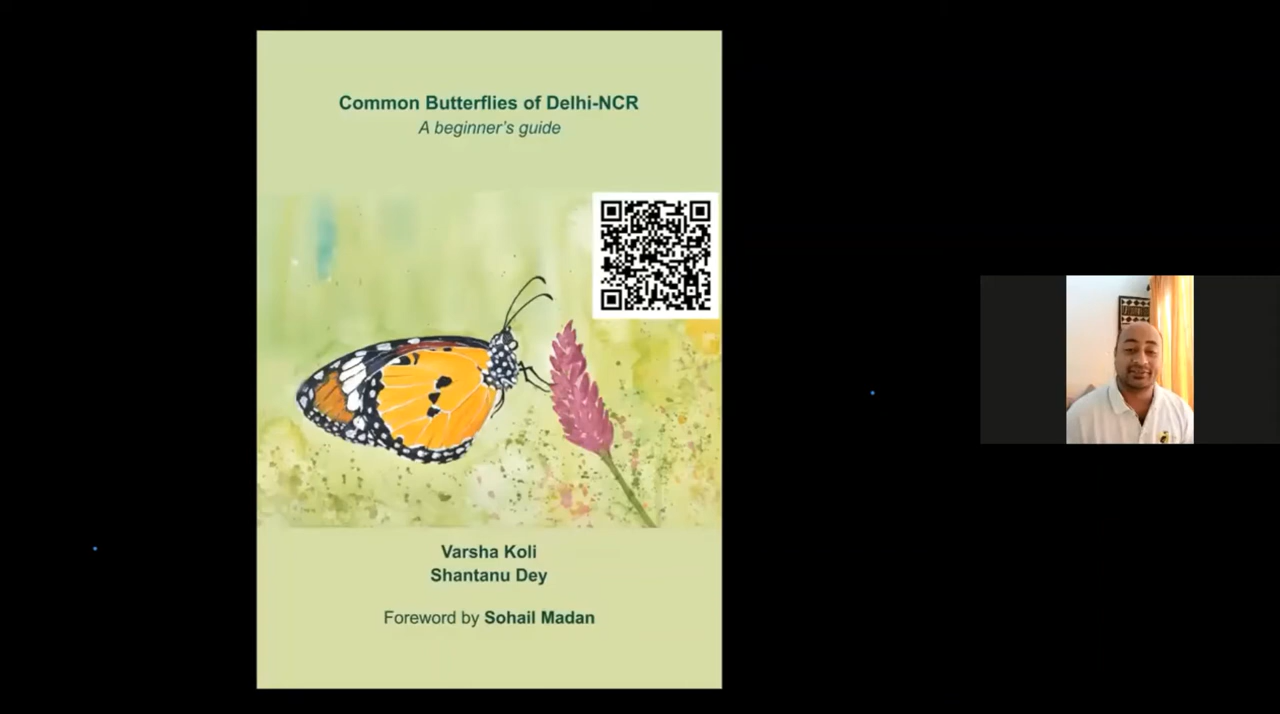 Common Butterflies of Delhi-NCR
A beginner's guide
Varsha Koli
Shantanu Dey
Foreword by Sohail Madan